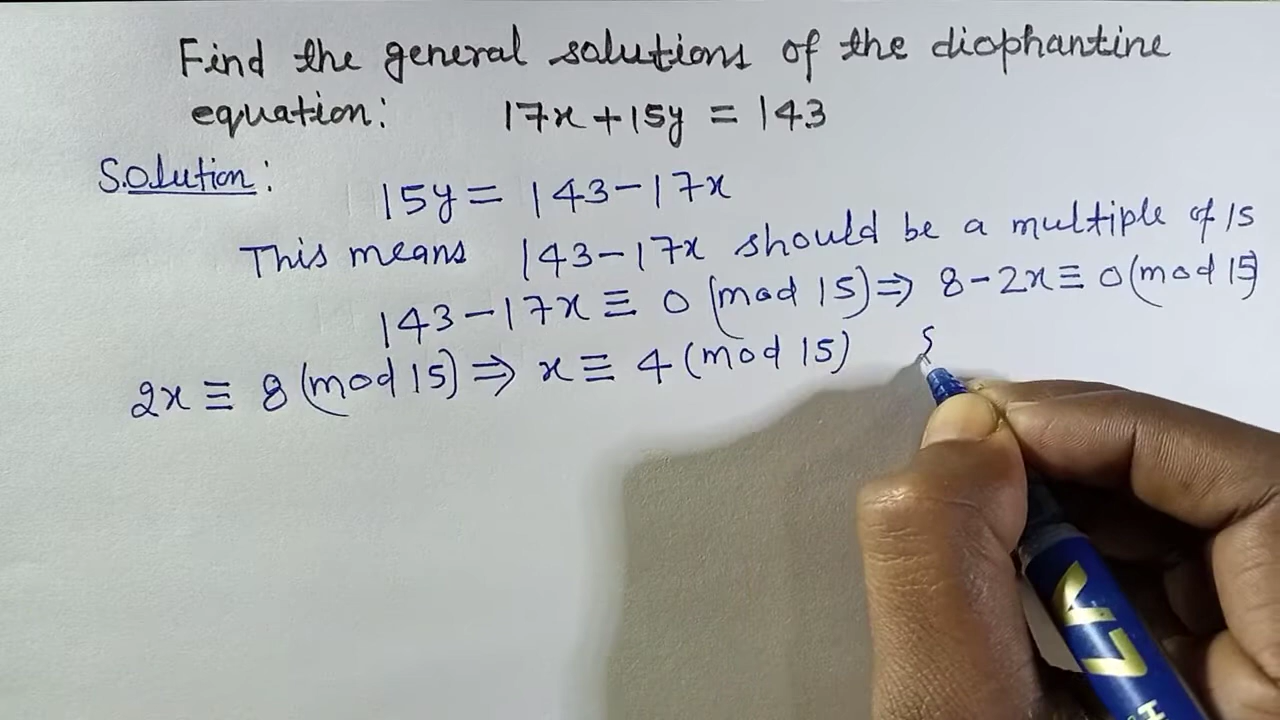 Find the general solutions of the diophantine
equation: 17x + 15y = 143
Solution:
15y = 143 - 17x
This means 143 - 17x should be a multiple of 15
143 - 17x ≡ 0 (mod 15) ⇒ 8 - 2x ≡ 0 (mod 15)
2x ≡ 8 (mod 15) ⇒ x ≡ 4 (mod 15)